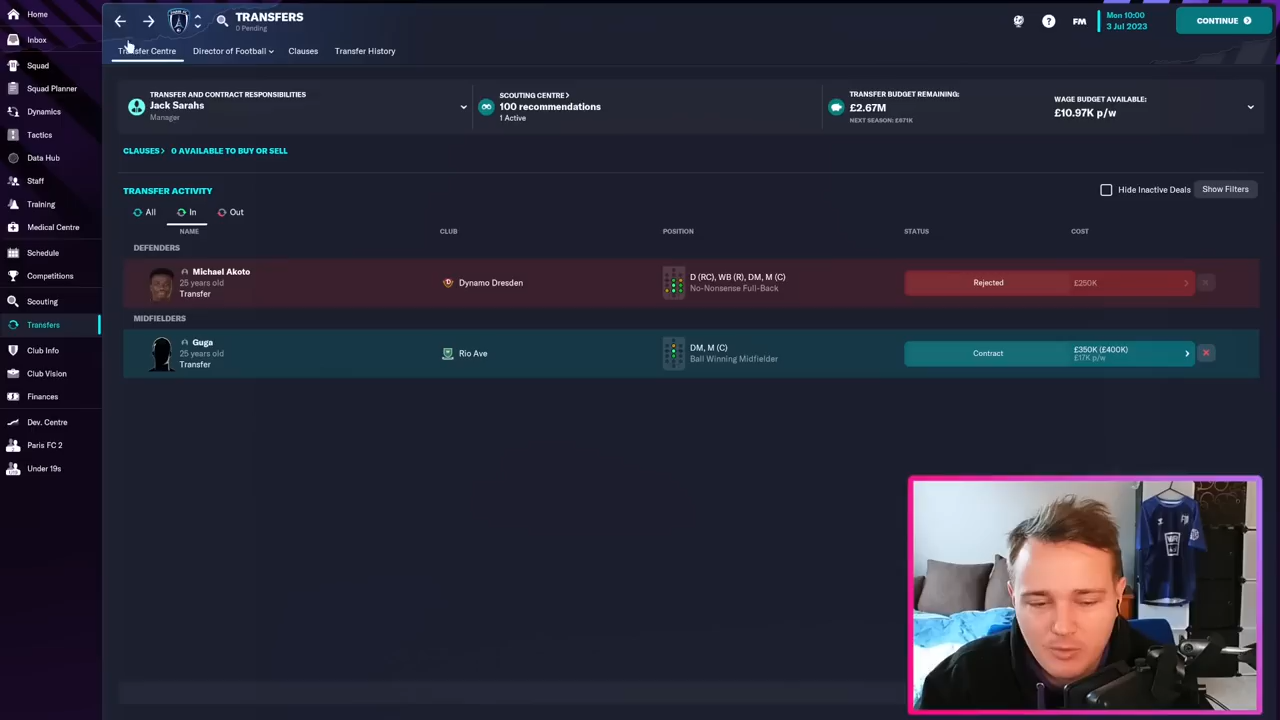 Home
Inbox
Squad
Squad Planner
Dynamics
Tactics
Data Hub
Staff
Training
Medical Centre
Schedule
Competitions
Scouting
Transfers
Club Info
Club Vision
Finances
Dev. Centre
Paris FC 2
Under 19s
TRANSFERS
0 Pending
FM
Mon 10:00
3 Jul 2023
CONTINUE
Transfer Centre
Director of Football
Clauses
Transfer History
TRANSFER AND CONTRACT RESPONSIBILITIES
Jack Sarahs
Manager
SCOUTING CENTRE >
100 recommendations
1 Active
TRANSFER BUDGET REMAINING:
£2.67M
NEXT SEASON: £671K
WAGE BUDGET AVAILABLE:
£10.97K p/w
CLAUSES > 0 AVAILABLE TO BUY OR SELL
TRANSFER ACTIVITY
Hide Inactive Deals
Show Filters
All
In
Out
NAME CLUB POSITION STATUS COST
DEFENDERS
Michael Akoto
25 years old
Transfer
Dynamo Dresden
D (RC), WB (R), DM, M (C)
No-Nonsense Full-Back
Rejected
£250K
MIDFIELDERS
Guga
25 years old
Transfer
Rio Ave
DM, M (C)
Ball Winning Midfielder
Contract
£350K (£400K)
£17K p/w